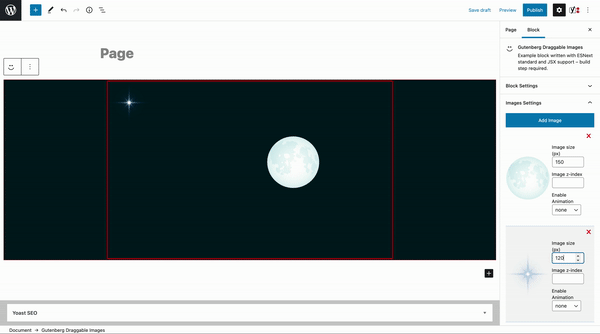 Save draft
Preview
Publish
Page
Page
Block
Gutenberg Draggable Images
Example block written with ESNext
standard and JSX support – build
step required.
Block Settings
Images Settings
Add Image
Image size
(px)
150
Image z-index
Enable
Animation
none
Image size
(px)
120
Image z-index
Enable
Animation
none
Yoast SEO
Document → Gutenberg Draggable Images